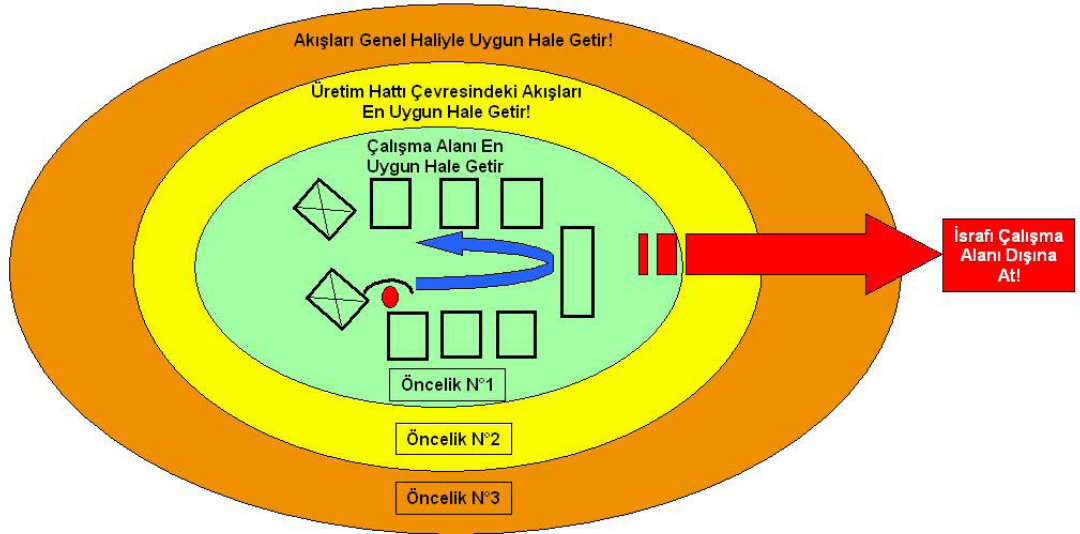 Akışları Genel Haliyle Uygun Hale Getir!
Üretim Hattı Çevresindeki Akışları
En Uygun Hale Getir!
Çalışma Alanı En
Uygun Hale Getir
İsrafı Çalışma
Alanı Dışına
At!
Öncelik N°1
Öncelik N°2
Öncelik N°3